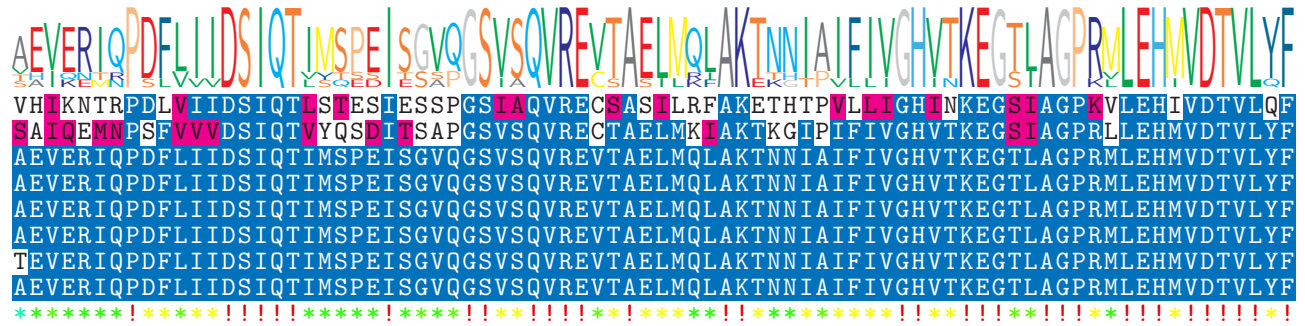 AEVERIQPDFLIIDSIQTIMSPEISGVQGSVSQVREVTAELMQLAKTNNIAIFIVGHVTKEGTLAGPRMLEHMVDTVLYF
VHIKNTRPDLVIIDSIQTLSTESIESSPGSIAQVRECSASILRFAKETHTPVLLIGHINKEGSIAGPKVLEHIVDTVLQF
SAIQEMNPSFVVVDSIQTVYQSDITSAPGSVSQVRECTAELMKIAKTKGIPIFIVGHVTKEGSIAGPRLLEHMVDTVLYF
AEVERIQPDFLIIDSIQTIMSPEISGVQGSVSQVREVTAELMQLAKTNNIAIFIVGHVTKEGTLAGPRMLEHMVDTVLYF
AEVERIQPDFLIIDSIQTIMSPEISGVQGSVSQVREVTAELMQLAKTNNIAIFIVGHVTKEGTLAGPRMLEHMVDTVLYF
AEVERIQPDFLIIDSIQTIMSPEISGVQGSVSQVREVTAELMQLAKTNNIAIFIVGHVTKEGTLAGPRMLEHMVDTVLYF
AEVERIQPDFLIIDSIQTIMSPEISGVQGSVSQVREVTAELMQLAKTNNIAIFIVGHVTKEGTLAGPRMLEHMVDTVLYF
TEVERIQPDFLIIDSIQTIMSPEISGVQGSVSQVREVTAELMQLAKTNNIAIFIVGHVTKEGTLAGPRMLEHMVDTVLYF
AEVERIQPDFLIIDSIQTIMSPEISGVQGSVSQVREVTAELMQLAKTNNIAIFIVGHVTKEGTLAGPRMLEHMVDTVLYF
*******!*****!!!!!*****!****!!**!!!!**!*****!!*********!!**!!!**!!!**!!!*!!!!!*!